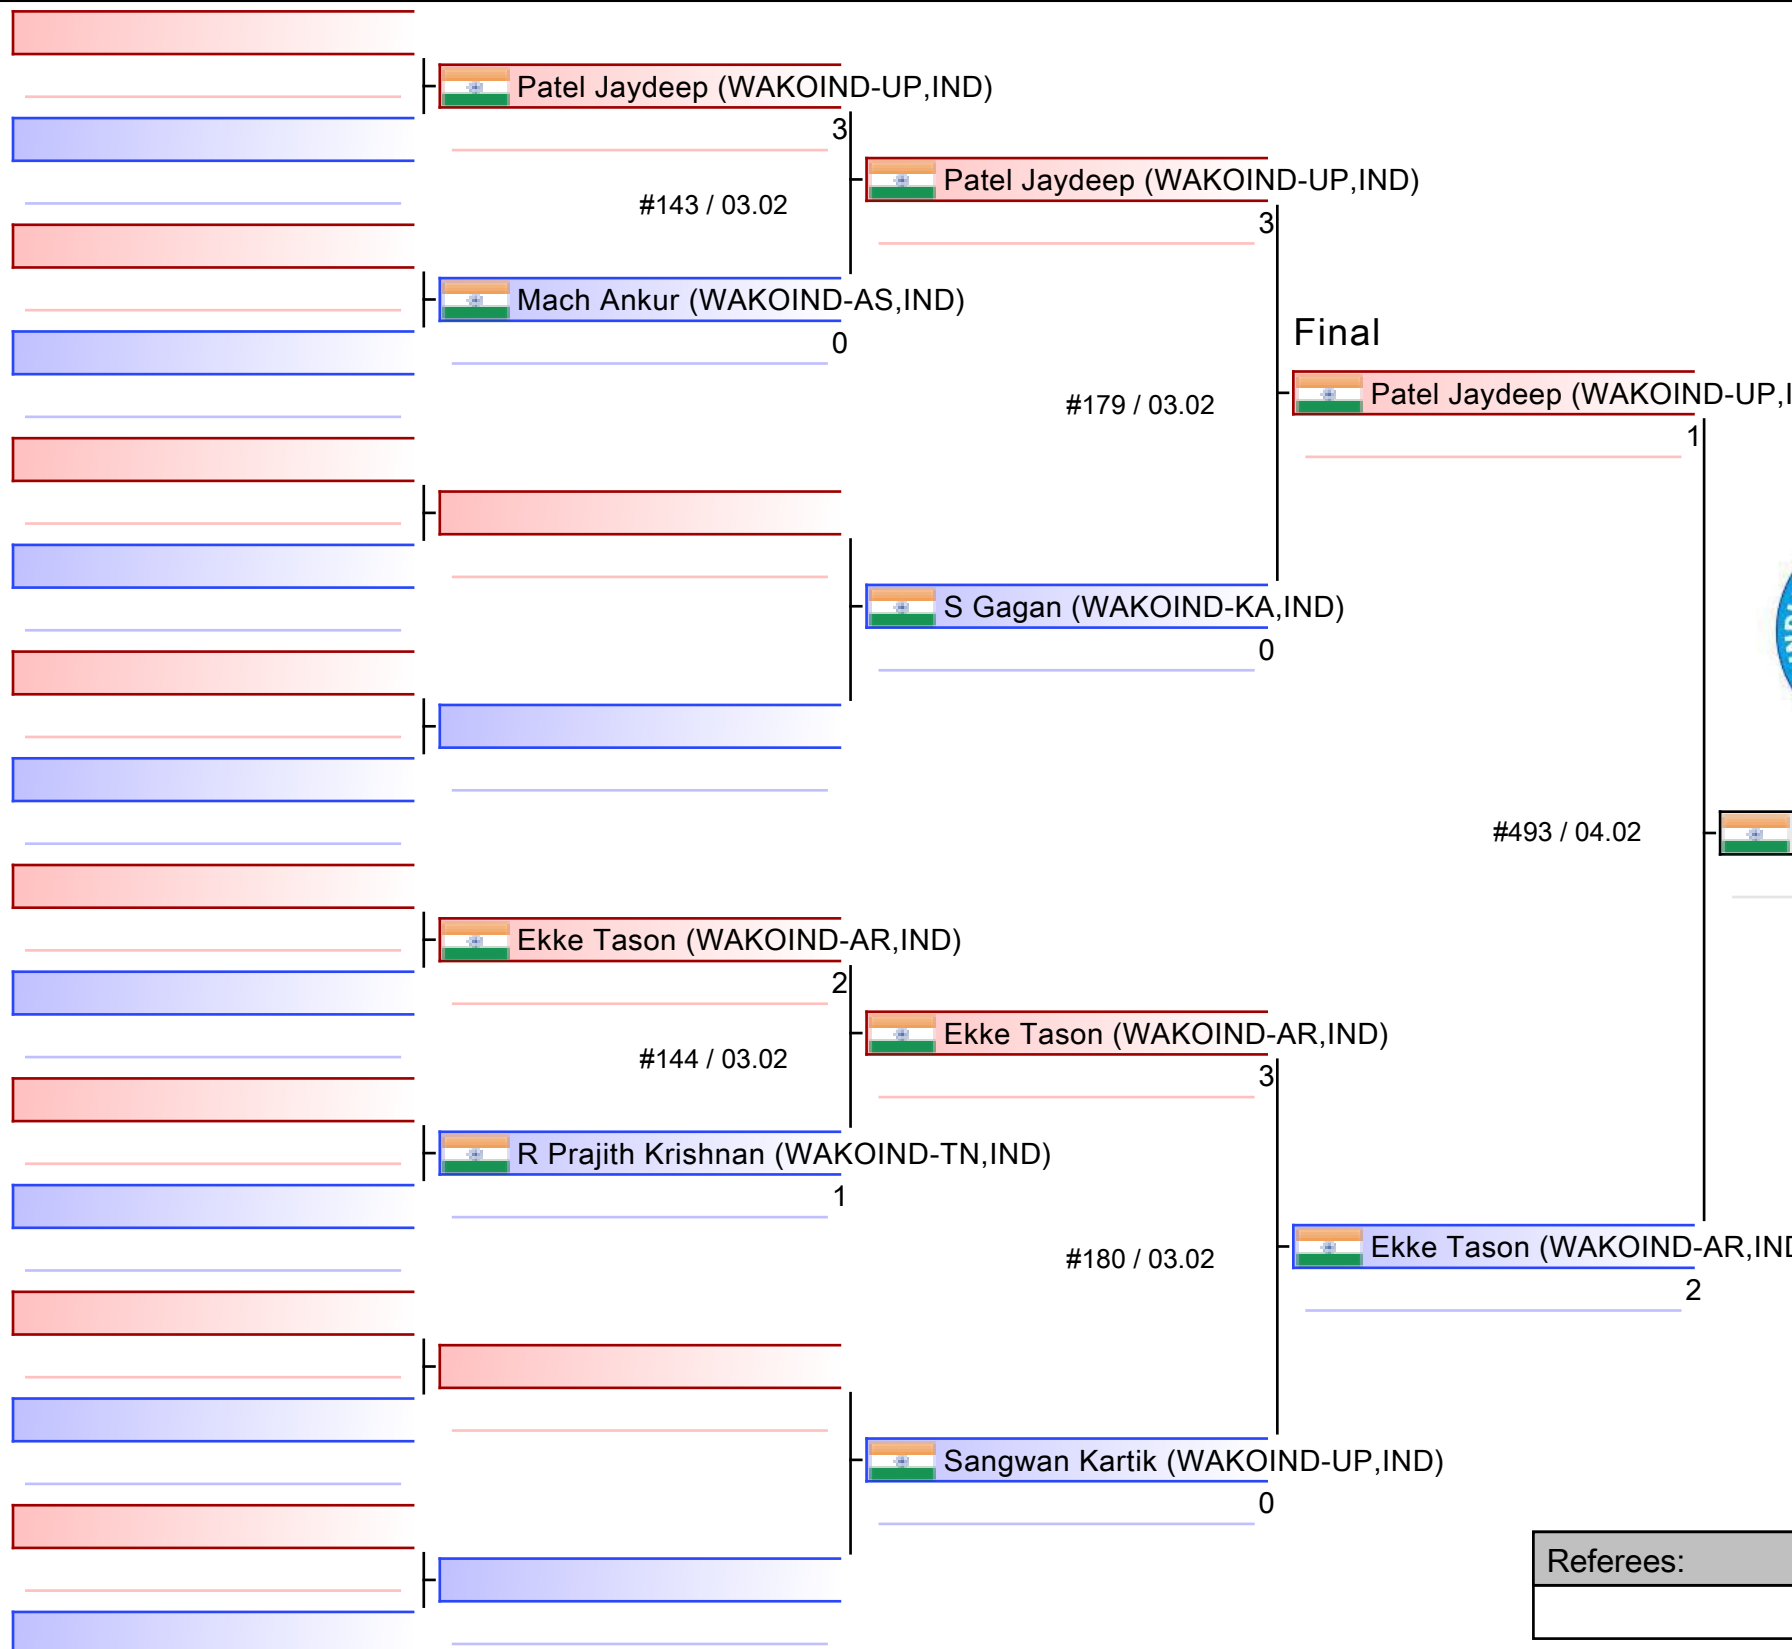 Patel Jaydeep (WAKOIND-UP,IND)
3
Patel Jaydeep (WAKOIND-UP,IND)
#143 / 03.02
3
Mach Ankur (WAKOIND-AS,IND)
0
Final
Patel Jaydeep (WAKOIND-UP,I
#179 / 03.02
1
S Gagan (WAKOIND-KA,IND)
0
#493 / 04.02
Ekke Tason (WAKOIND-AR,IND)
2
Ekke Tason (WAKOIND-AR,IND)
#144 / 03.02
3
R Prajith Krishnan (WAKOIND-TN,IND)
1
Ekke Tason (WAKOIND-AR,IND
#180 / 03.02
2
Sangwan Kartik (WAKOIND-UP,IND)
0
Referees: